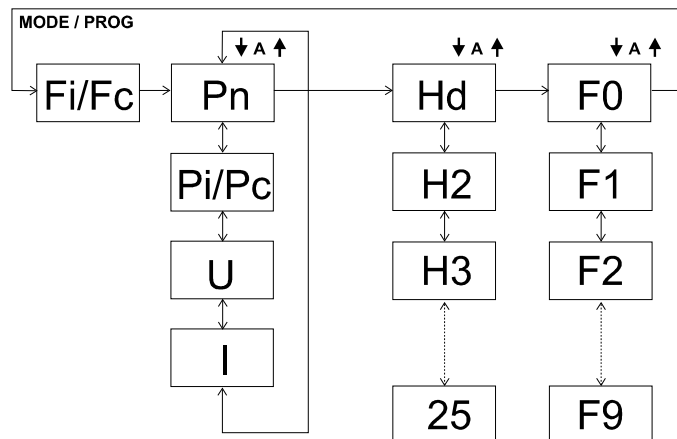 MODE / PROG
A A A
Fi/Fc Pn Hd F0
Pi/Pc H2 F1
U H3 F2
I
25 F9